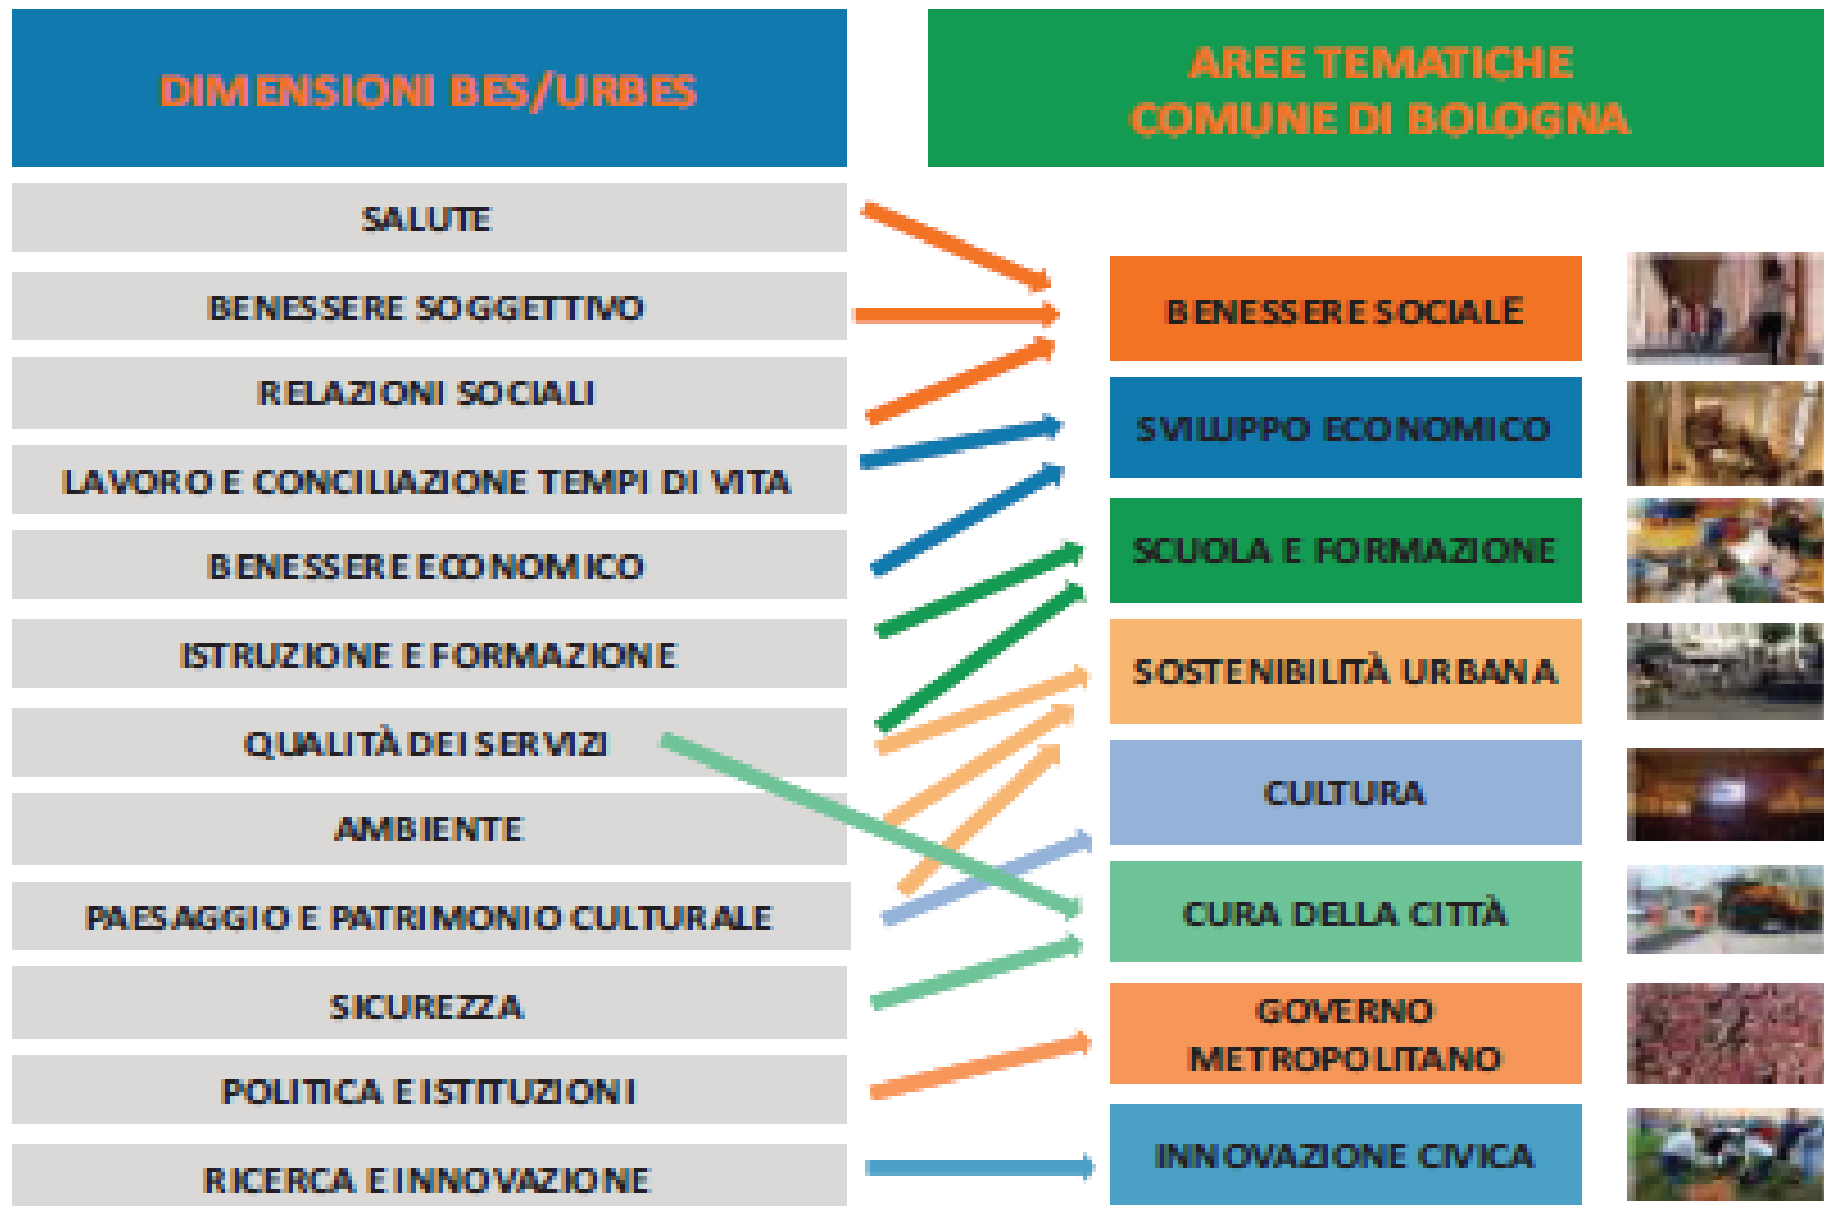 DIMENSIONI BES/URBES
AREE TEMATICHE
COMUNE DI BOLOGNA
SALUTE
BENESSERE SOGGETTIVO
RELAZIONI SOCIALI
LAVORO E CONCILIAZIONE TEMPI DI VITA
BENESSERE ECONOMICO
ISTRUZIONE E FORMAZIONE
QUALITÀ DEI SERVIZI
AMBIENTE
PAESAGGIO E PATRIMONIO CULTURALE
SICUREZZA
POLITICA E ISTITUZIONI
RICERCA E INNOVAZIONE
BENESSERE SOCIALE
SVILUPPO ECONOMICO
SCUOLA E FORMAZIONE
SOSTENIBILITÀ URBANA
CULTURA
CURA DELLA CITTÀ
GOVERNO
METROPOLITANO
INNOVAZIONE CIVICA